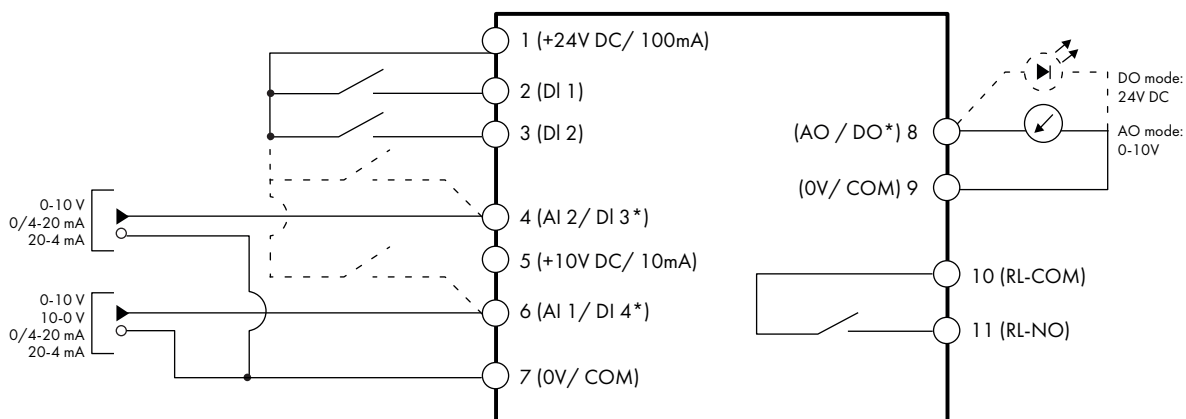 1 (+24V DC/ 100mA)
2 (DI 1)
3 (DI 2)
4 (AI 2/ DI 3*)
5 (+10V DC/ 10mA)
6 (AI 1/ DI 4*)
7 (0V/ COM)
0-10 V
0/4-20 mA
20-4 mA
0-10 V
10-0 V
0/4-20 mA
20-4 mA
(AO / DO*) 8
(0V/ COM) 9
10 (RL-COM)
11 (RL-NO)
DO mode:
24V DC
AO mode:
0-10V